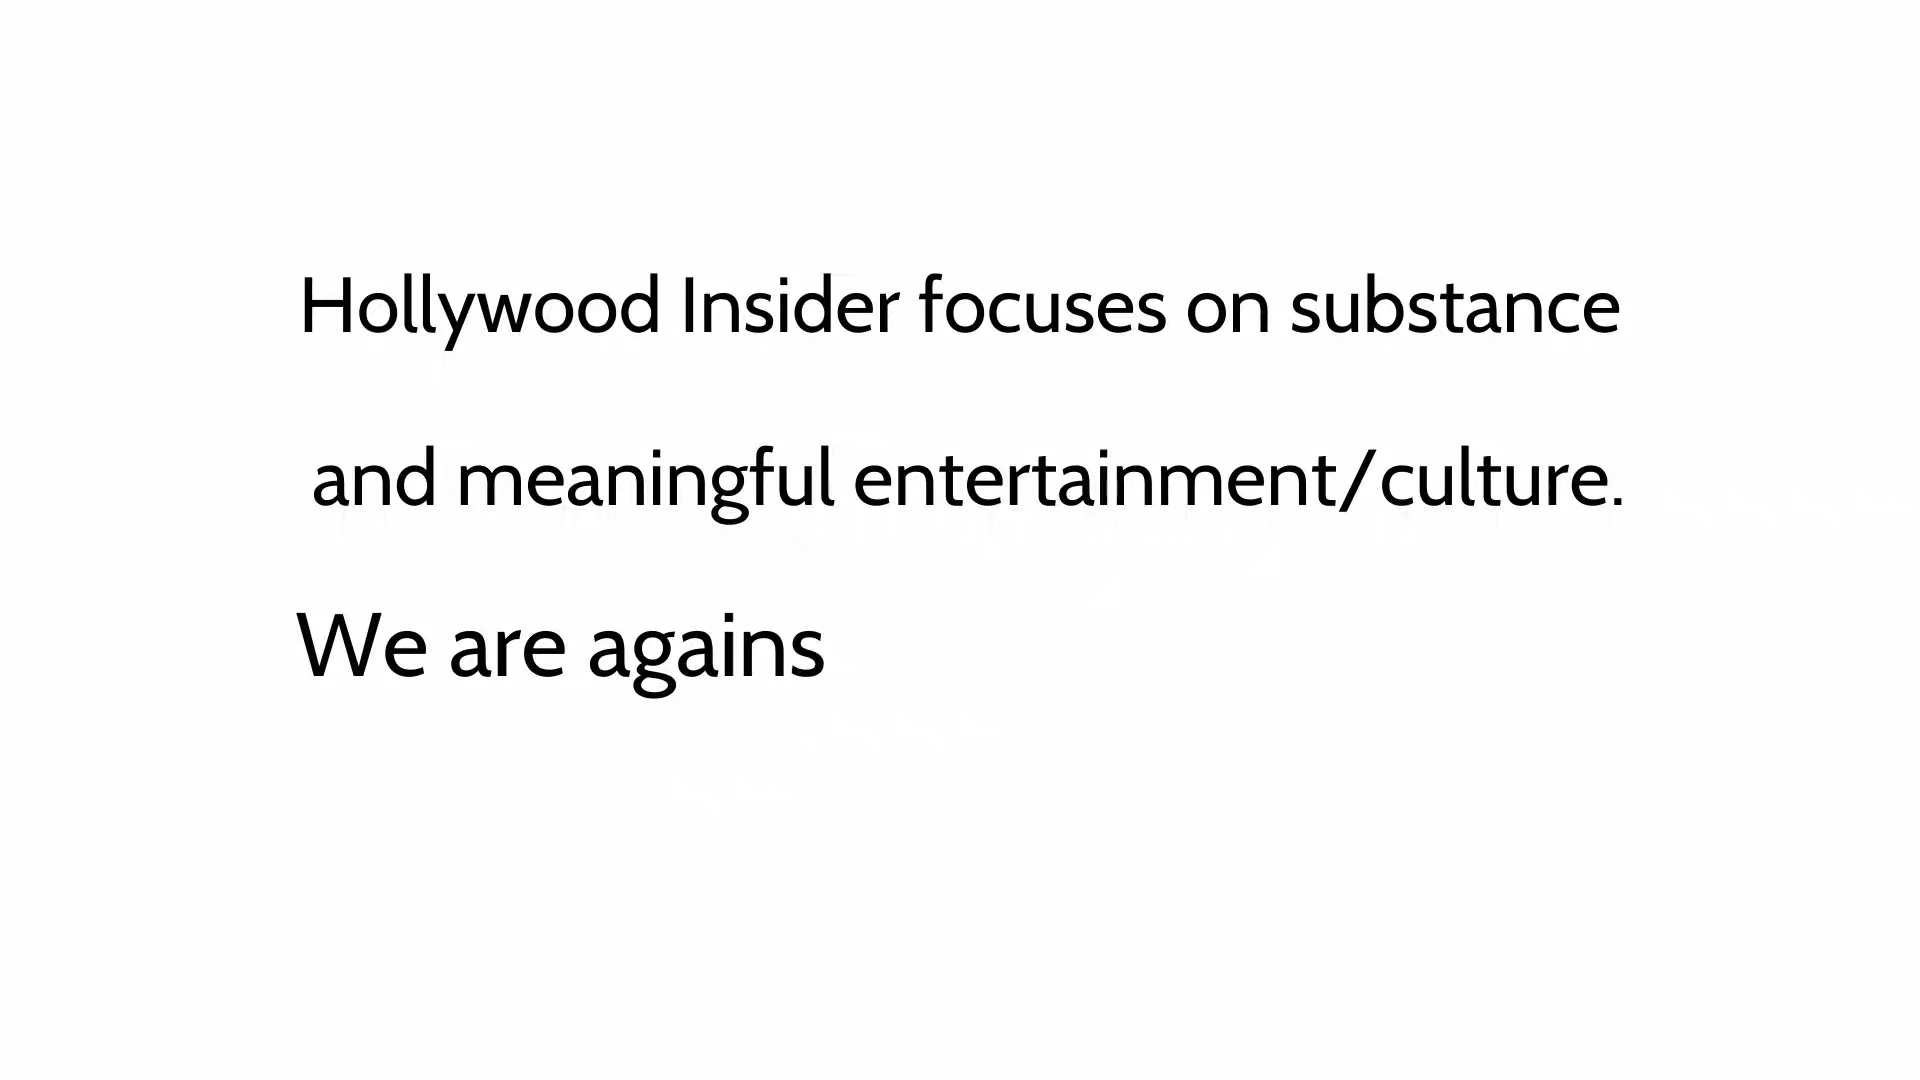 Hollywood Insider focuses on substance
and meaningful entertainment/culture.
We are agains